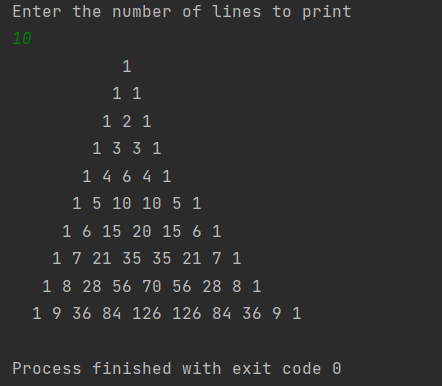 Enter the number of lines to print
10
1
1 1
1 2 1
1 3 3 1
1 4 6 4 1
1 5 10 10 5 1
1 6 15 20 15 6 1
1 7 21 35 35 21 7 1
1 8 28 56 70 56 28 8 1
1 9 36 84 126 126 84 36 9 1
Process finished with exit code 0